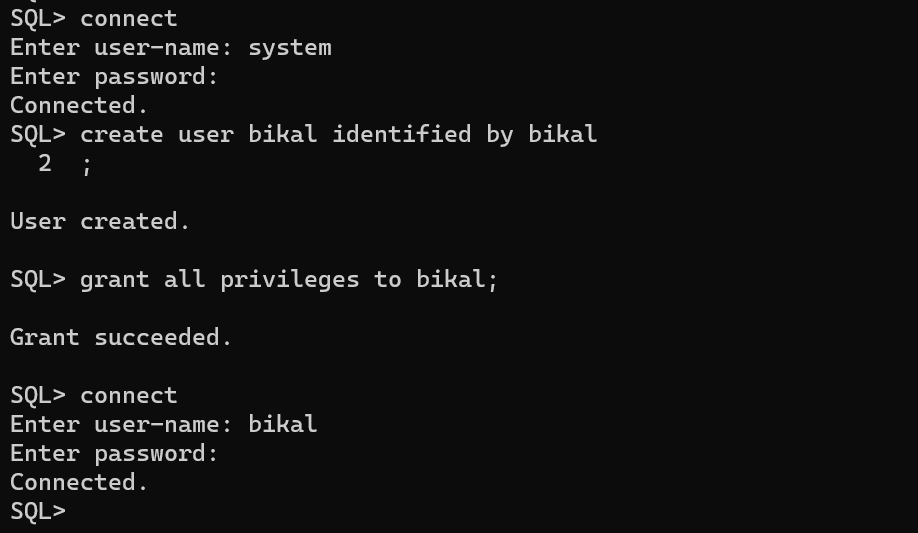 SQL> connect
Enter user-name: system
Enter password:
Connected.
SQL> create user bikal identified by bikal
  2  ;
User created.
SQL> grant all privileges to bikal;
Grant succeeded.
SQL> connect
Enter user-name: bikal
Enter password:
Connected.
SQL>